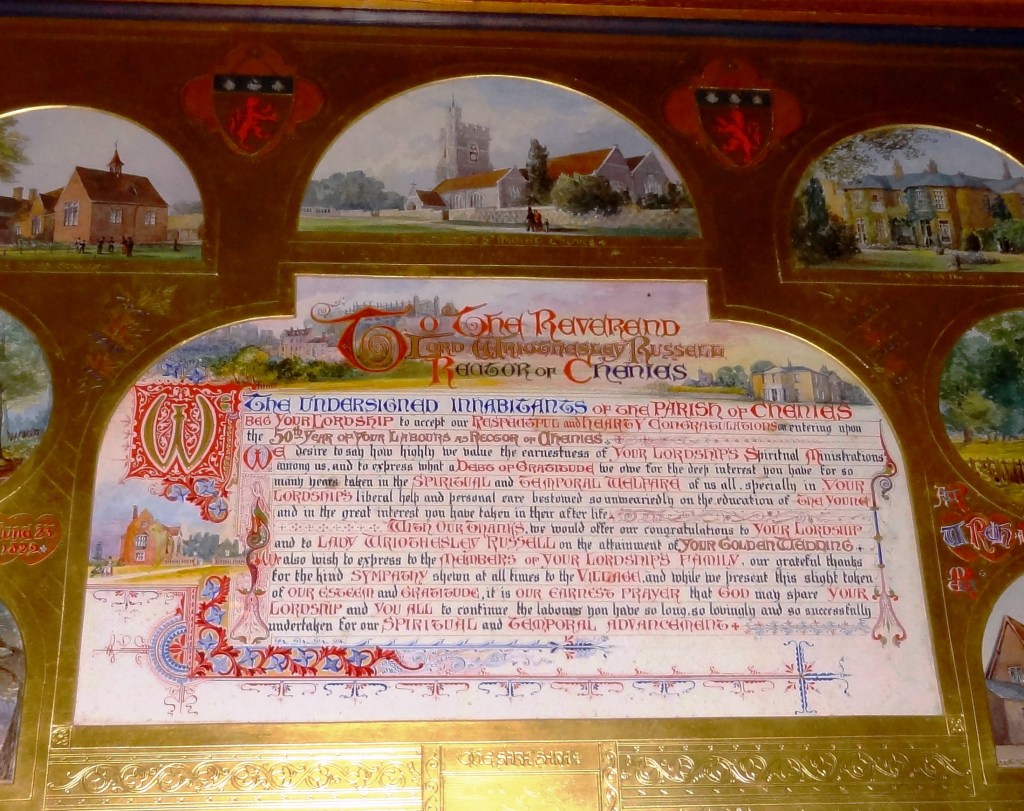 To The Reverend
Lord Wriothesley Russell
Rector of Chenies
We The Undersigned Inhabitants of the Parish of Chenies
Beg Your Lordship to accept our Respectful and Hearty Congratulations on entering upon
the 50th Year of Your Labours as Rector of Chenies.
We desire to say how highly we value the earnestness of Your Lordship's Spiritual Ministrations
among us, and to express what a Debt of Gratitude we owe for the deep interest you have for so
many years taken in the Spiritual and Temporal Welfare of us all, specially in Your
Lordship's liberal help and personal care bestowed so unweariedly on the education of The Young
and in the great interest you have taken in their after life.
With Our Thanks, we would offer our congratulations to Your Lordship
and to Lady Wriothesley Russell on the attainment of Your Golden Wedding.
We also wish to express to the Members of Your Lordship's Family, our grateful thanks
for the kind Sympathy shewn at all times to the Village, and while we present this slight token
of our Esteem and Gratitude, it is Our Earnest Prayer that God may spare Your
Lordship and You All to continue the labours you have so long, so lovingly and so successfully
undertaken for our Spiritual and Temporal Advancement
June 23
1829